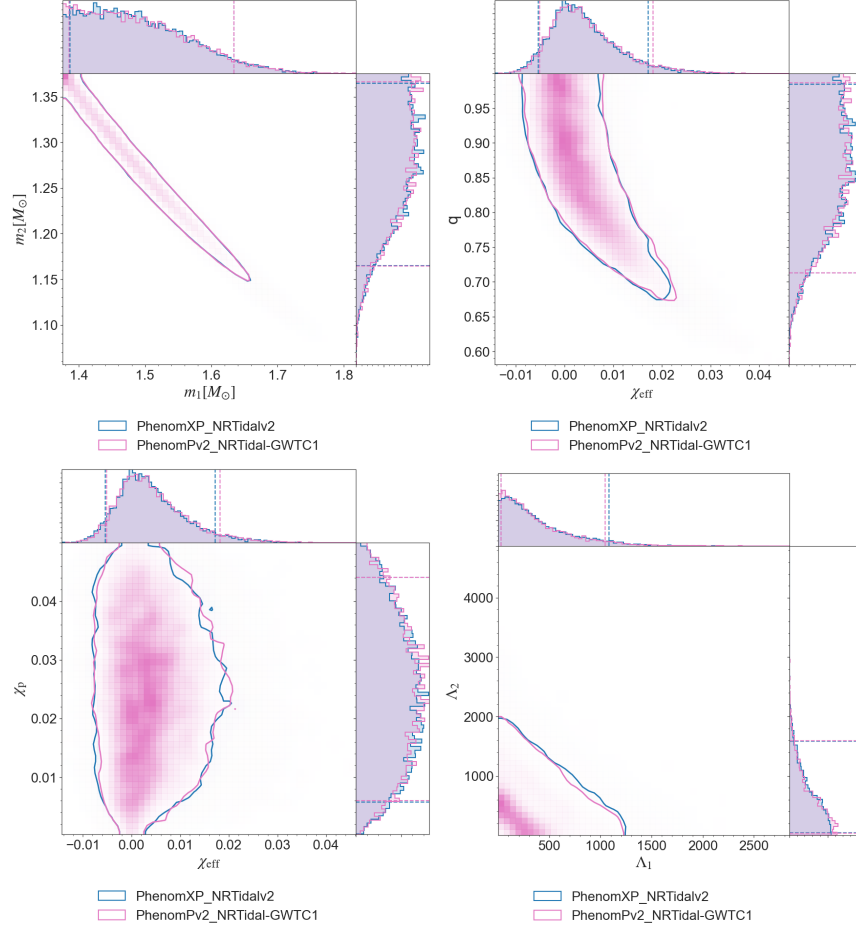 1.35
1.30
1.25
1.20
1.15
1.10
m₂[M☉]
1.4 1.5 1.6 1.7 1.8
m₁[M☉]
PhenomXP_NRTidalv2
PhenomPv2_NRTidal-GWTC1
0.95
0.90
0.85
0.80
0.75
0.70
0.65
0.60
q
−0.01 0.00 0.01 0.02 0.03 0.04
χeff
PhenomXP_NRTidalv2
PhenomPv2_NRTidal-GWTC1
0.04
0.03
0.02
0.01
χp
−0.01 0.00 0.01 0.02 0.03 0.04
χeff
PhenomXP_NRTidalv2
PhenomPv2_NRTidal-GWTC1
4000
3000
2000
1000
Λ₂
500 1000 1500 2000 2500
Λ₁
PhenomXP_NRTidalv2
PhenomPv2_NRTidal-GWTC1